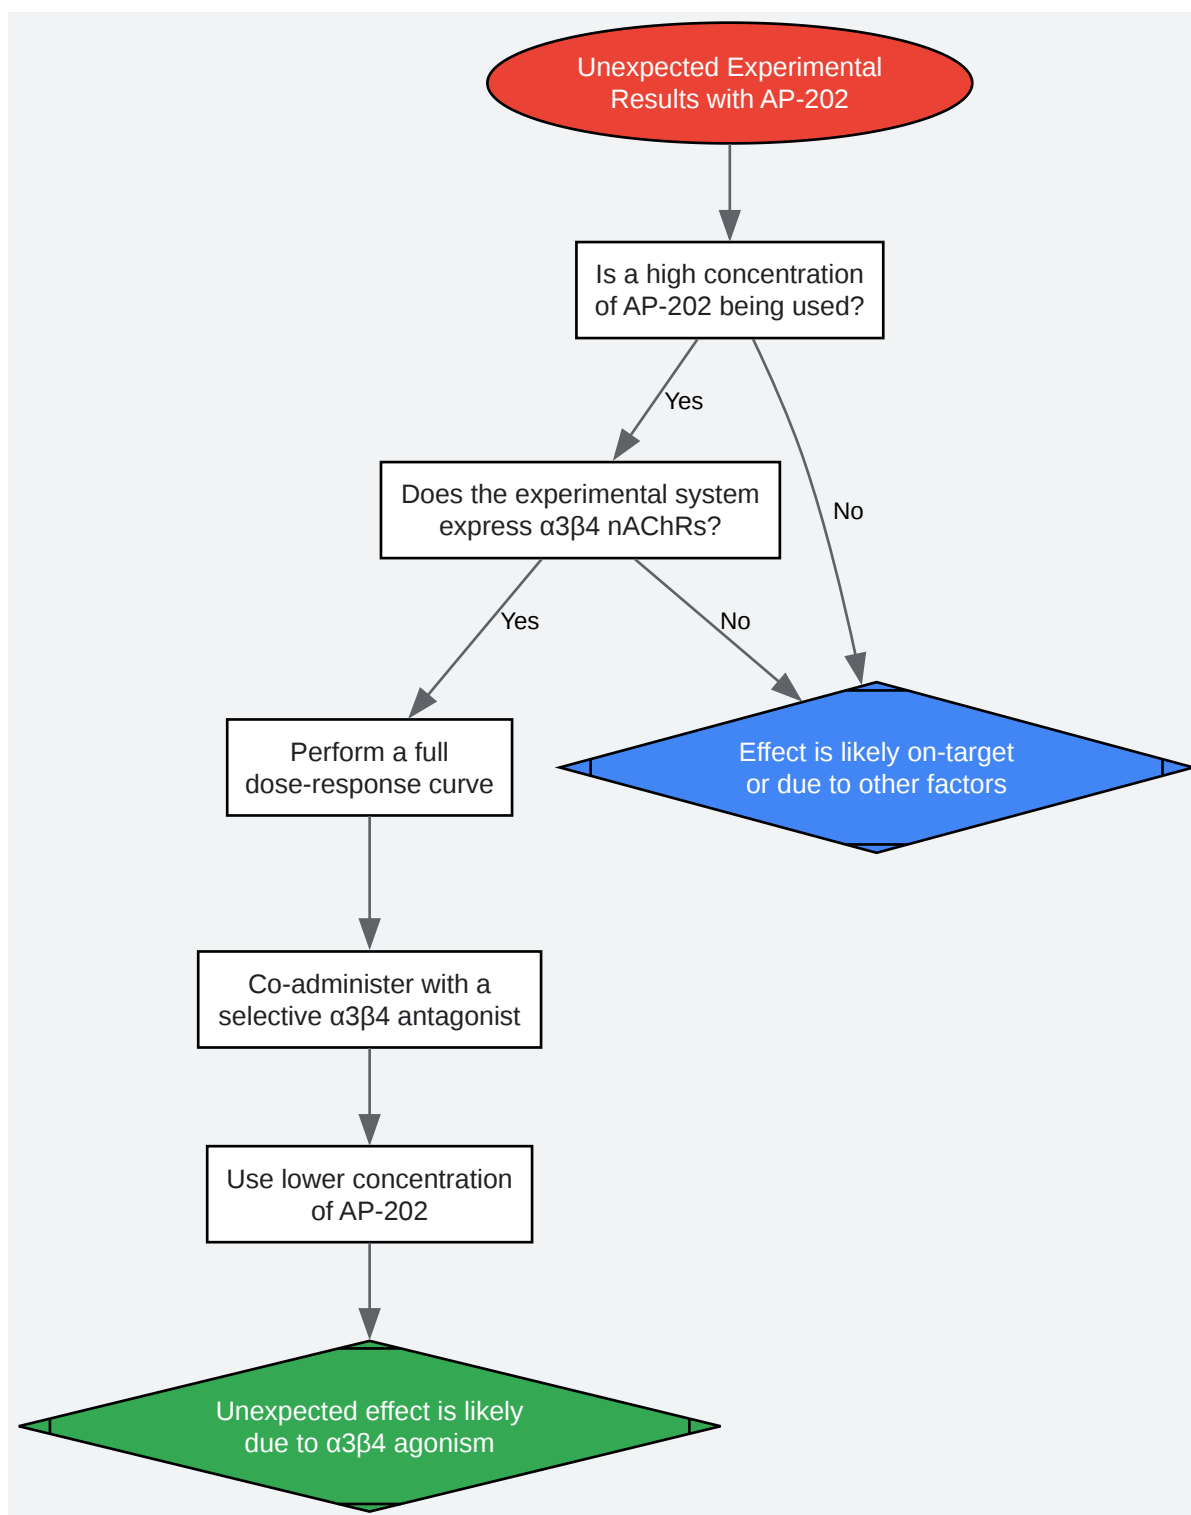 Unexpected Experimental
Results with AP-202
Is a high concentration
of AP-202 being used?
Yes
Does the experimental system
express α3β4 nAChRs?
No
Yes
No
Perform a full
dose-response curve
Effect is likely on-target
or due to other factors
Co-administer with a
selective α3β4 antagonist
Use lower concentration
of AP-202
Unexpected effect is likely
due to α3β4 agonism